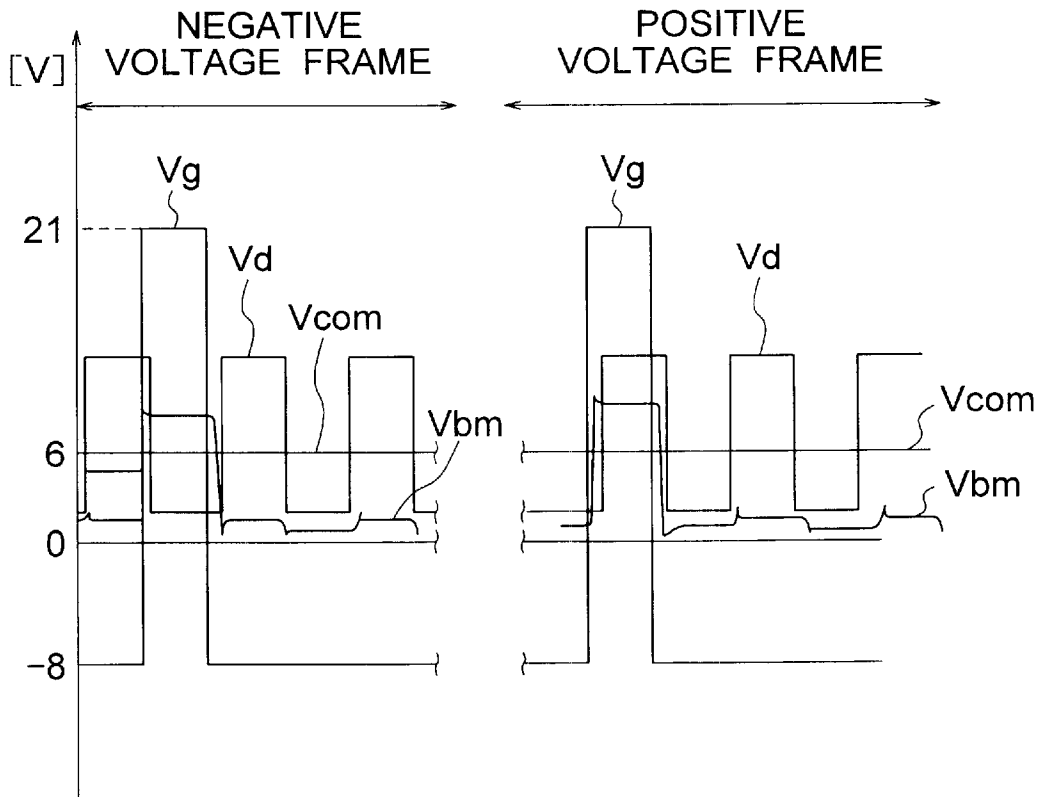 NEGATIVE
VOLTAGE FRAME
POSITIVE
VOLTAGE FRAME
[V]
Vg
Vg
21
Vd
Vd
Vcom
Vcom
Vbm
6
Vbm
0
−8